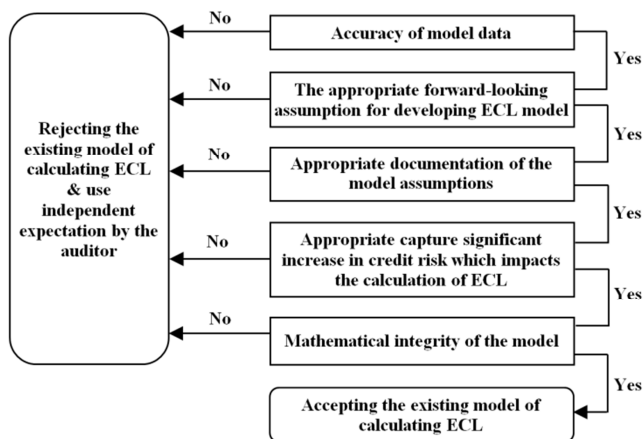 No
Accuracy of model data
Yes
No
The appropriate forward-looking
assumption for developing ECL model
Yes
Rejecting the
existing model of
calculating ECL
& use
independent
expectation by the
auditor
No
Appropriate documentation of the
model assumptions
Yes
No
Appropriate capture significant
increase in credit risk which impacts
the calculation of ECL
Yes
No
Mathematical integrity of the model
Yes
Accepting the existing model of
calculating ECL